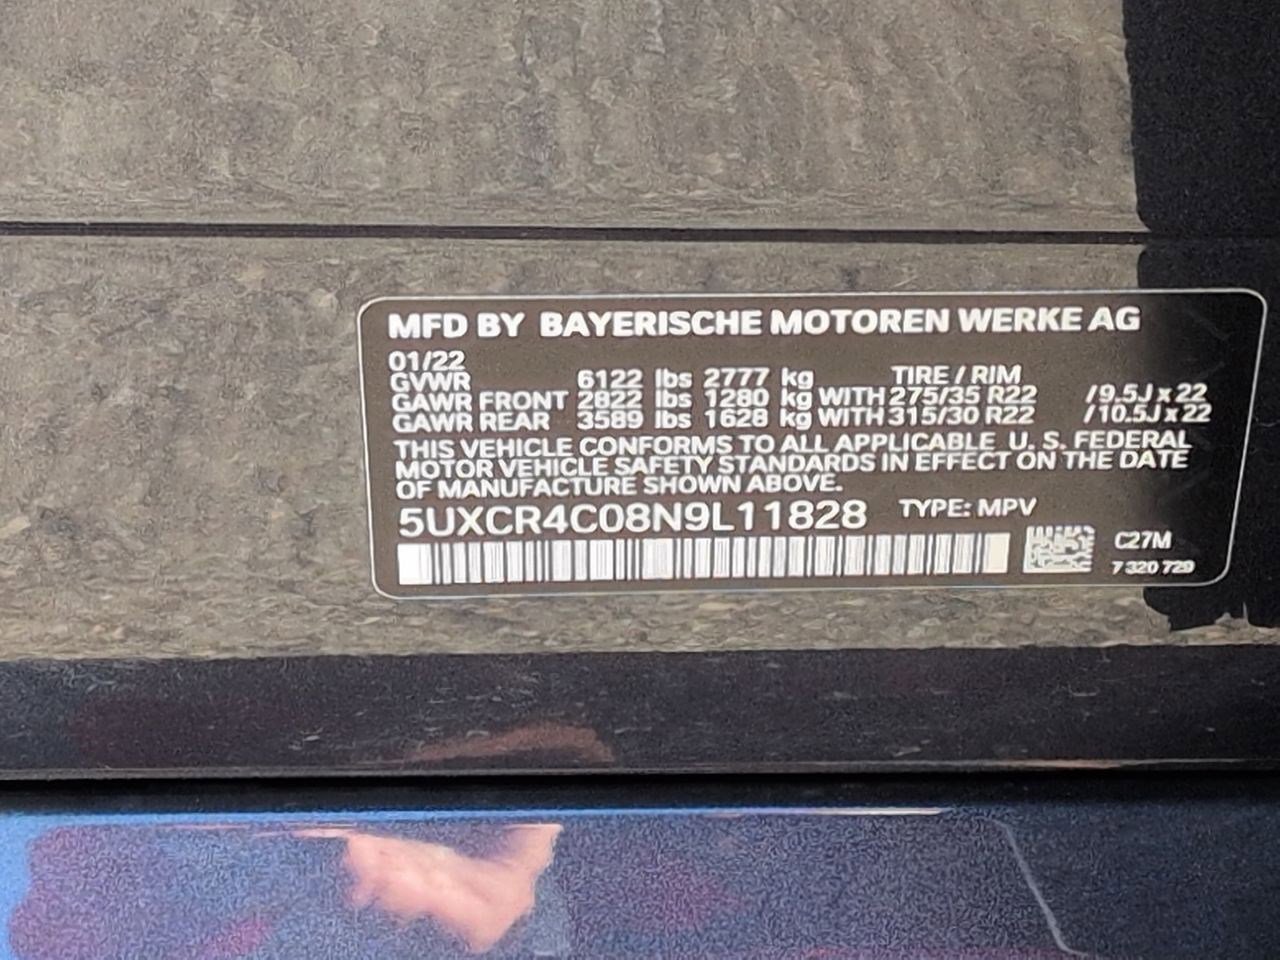 MFD BY BAYERISCHE MOTOREN WERKE AG
01/22
GVWR 6122 lbs 2777 kg TIRE / RIM
GAWR FRONT 2822 lbs 1280 kg WITH 275/35 R22 / 9.5J x 22
GAWR REAR 3589 lbs 1628 kg WITH 315/30 R22 / 10.5J x 22
THIS VEHICLE CONFORMS TO ALL APPLICABLE U. S. FEDERAL
MOTOR VEHICLE SAFETY STANDARDS IN EFFECT ON THE DATE
OF MANUFACTURE SHOWN ABOVE.
5UXCR4C08N9L11828 TYPE: MPV
C27M
7 320 729